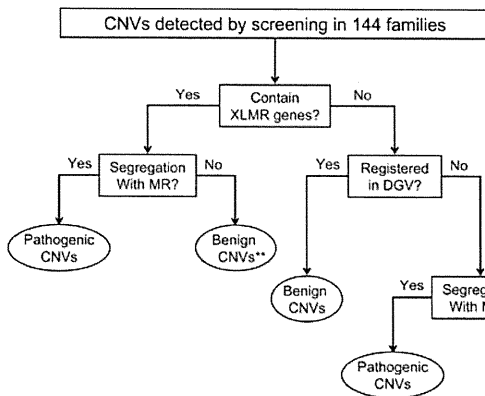 CNVs detected by screening in 144 families
Yes
Contain
XLMR genes?
No
Yes
Segregation
With MR?
No
Yes
Registered
in DGV?
No
Pathogenic
CNVs
Benign
CNVs**
Benign
CNVs
Yes
With
Pathogenic
CNVs